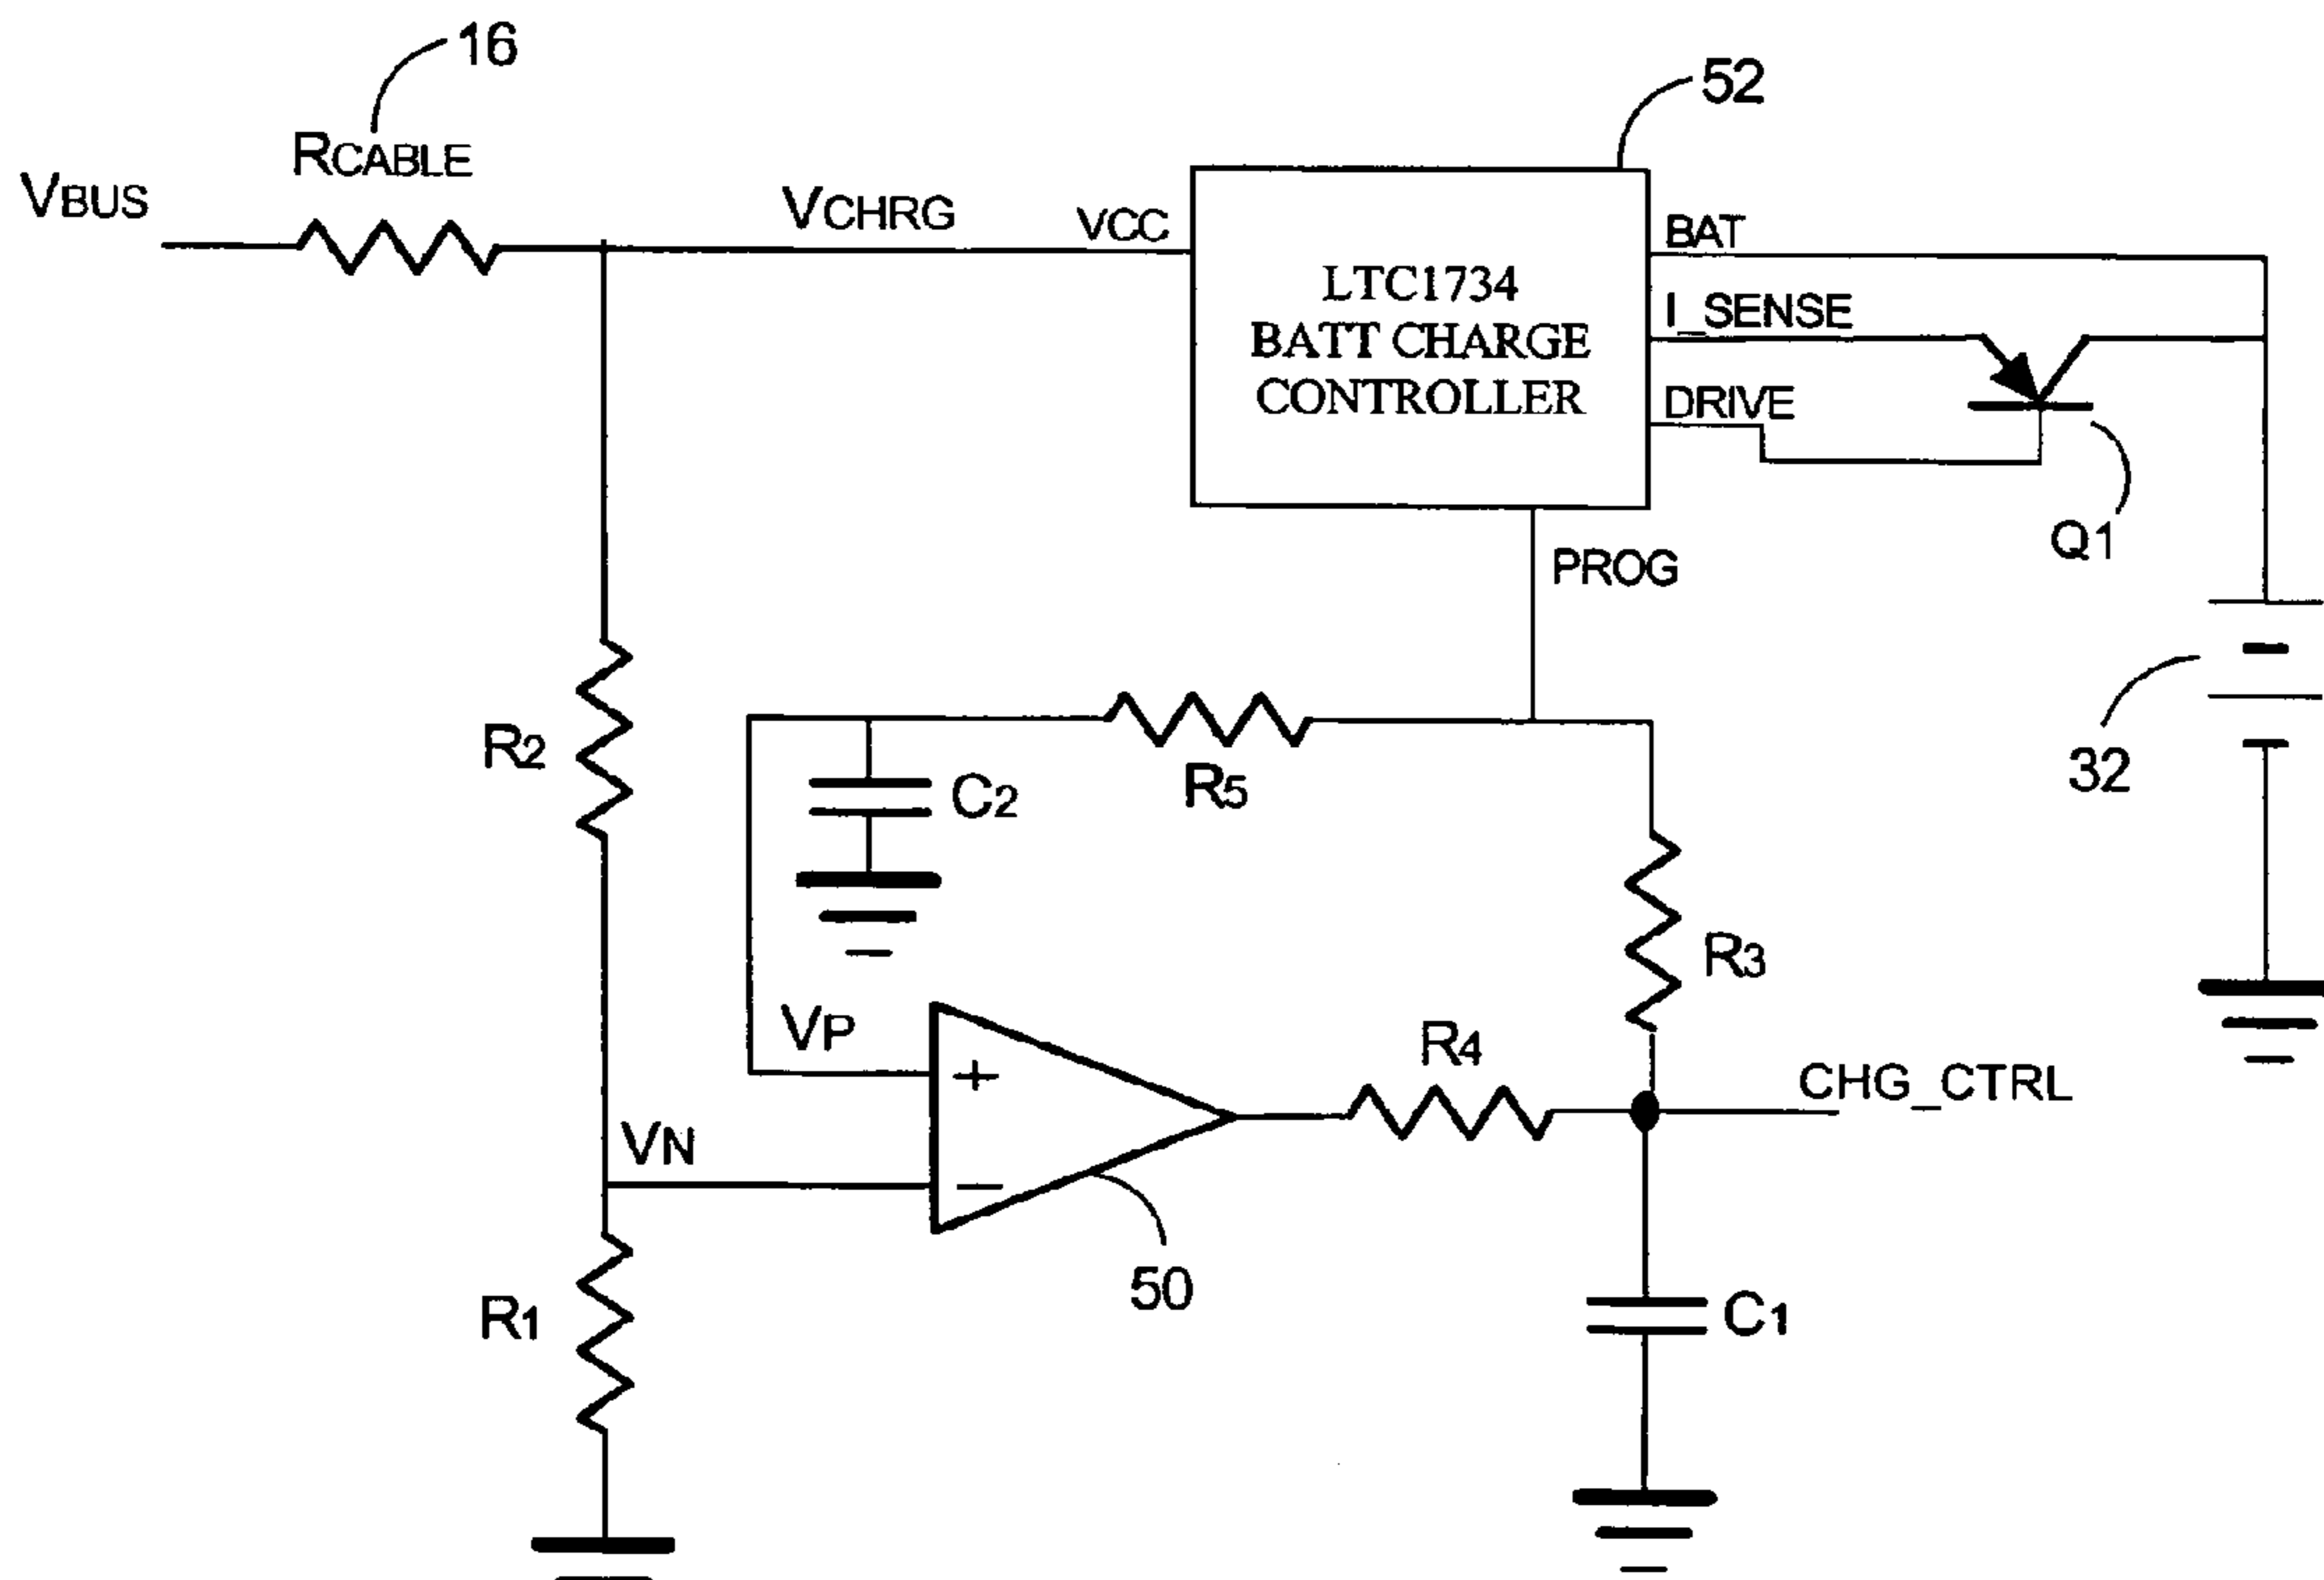 16
52
RCABLE
VBUS
VCHRG
VCC
BAT
LTC1734
BATT CHARGE
CONTROLLER
I_SENSE
DRIVE
Q1
PROG
R2
C2
R5
32
R3
VP
+
R4
CHG_CTRL
VN
−
50
R1
C1